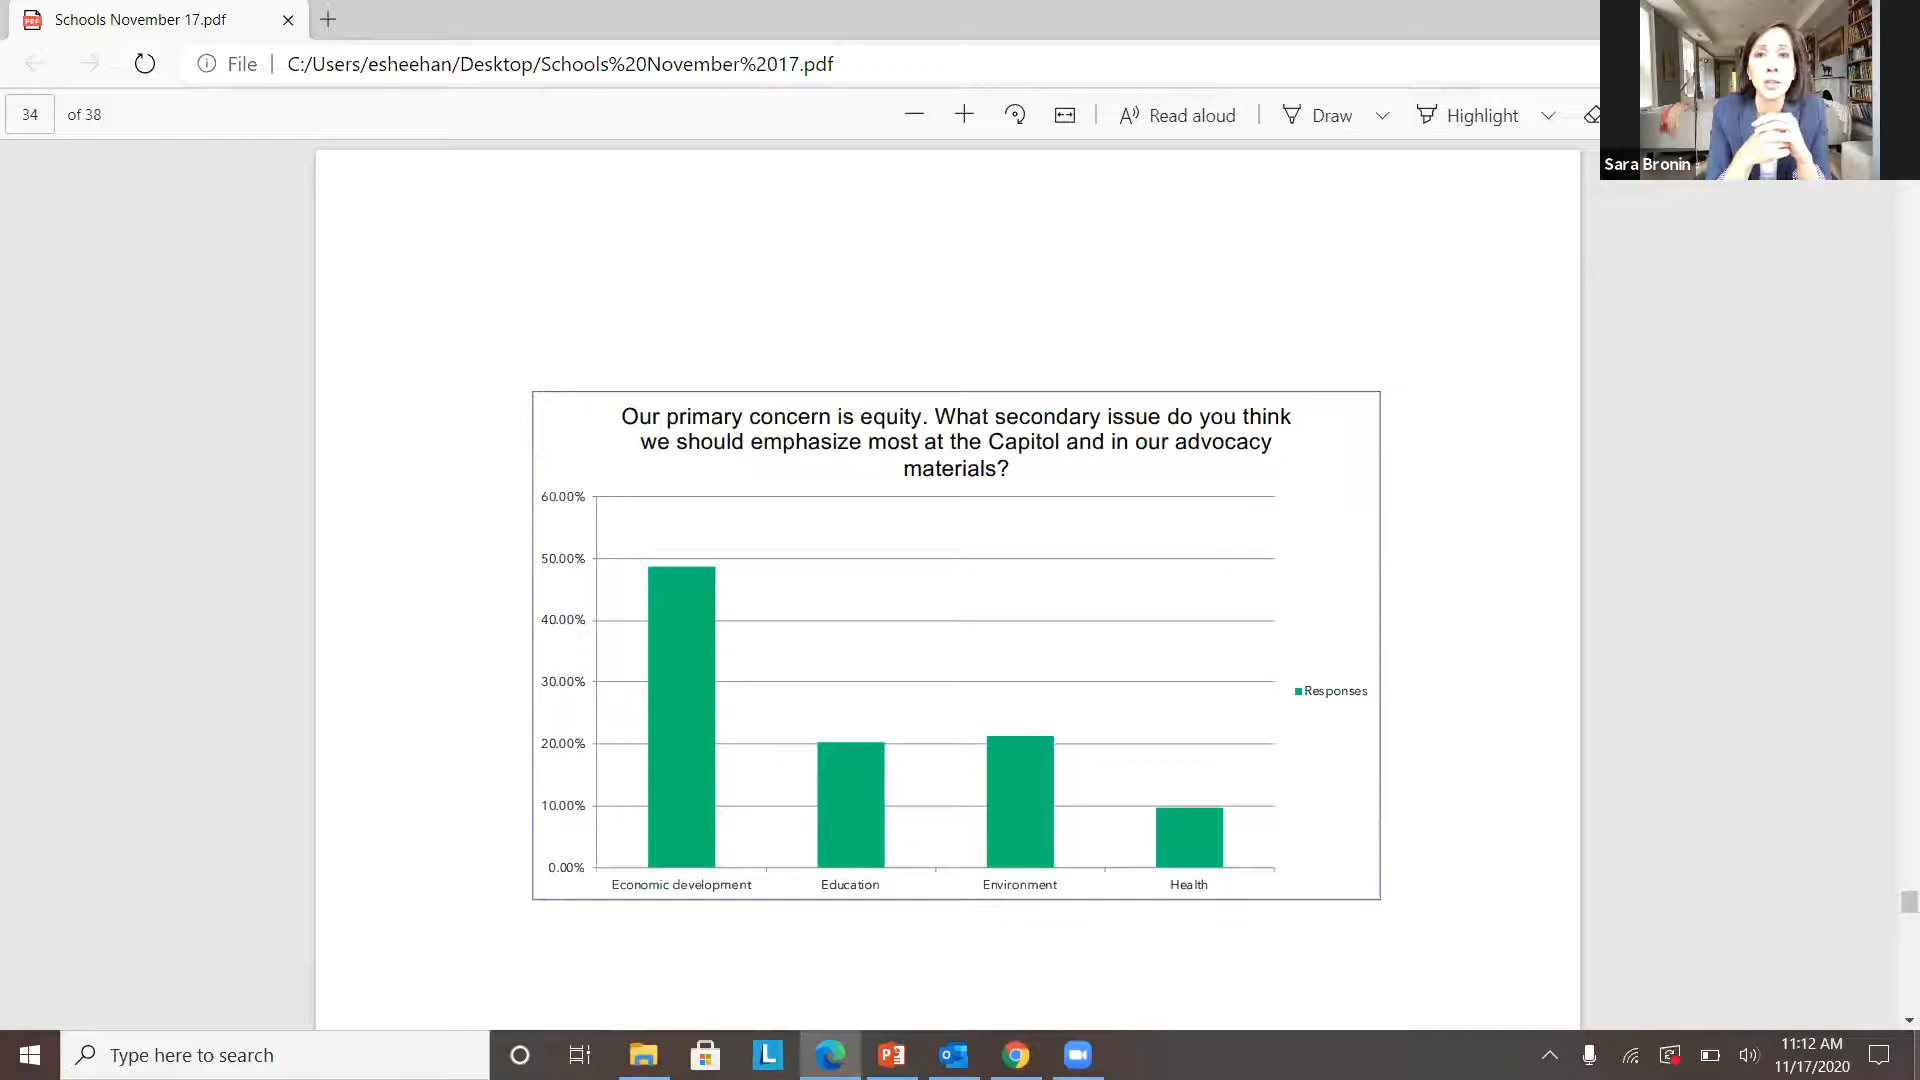 Schools November 17.pdf
File
C:/Users/esheehan/Desktop/Schools%20November%2017.pdf
34
of 38
Read aloud
Draw
Highlight
Sara Bronin
Our primary concern is equity. What secondary issue do you think
we should emphasize most at the Capitol and in our advocacy
materials?
60.00%
50.00%
40.00%
30.00%
20.00%
10.00%
0.00%
Economic development
Education
Environment
Health
Responses
Type here to search
11:12 AM
11/17/2020